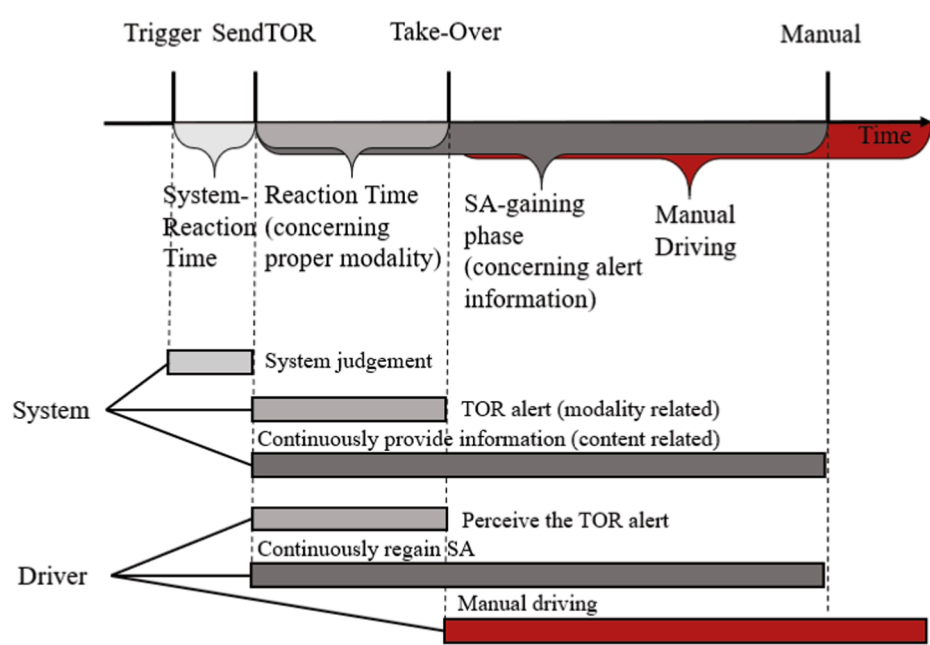 Trigger SendTOR Take-Over Manual
Time
System-
Reaction
Time
Reaction Time
(concerning
proper modality)
SA-gaining
phase
(concerning alert
information)
Manual
Driving
System judgement
System
TOR alert (modality related)
Continuously provide information (content related)
Perceive the TOR alert
Continuously regain SA
Driver
Manual driving